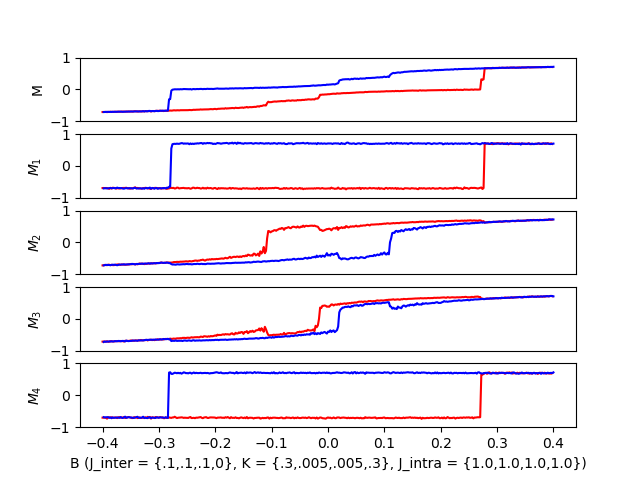 1
0
−1
M
1
0
−1
M₁
1
0
−1
M₂
1
0
−1
M₃
1
0
−1
M₄
−0.4 −0.3 −0.2 −0.1 0.0 0.1 0.2 0.3 0.4
B (J_inter = {.1,.1,.1,0}, K = {.3,.005,.005,.3}, J_intra = {1.0,1.0,1.0,1.0})